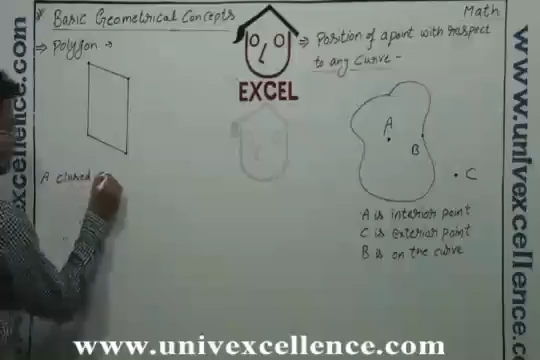 * Basic Geometrical Concepts
Math
⇒ Polygon :
A closed
EXCEL
⇒ Position of a point with respect
to any Curve -
A
B
C
A is interior point
C is exterior point
B is on the curve
www.univexcellence.com
www.univexcellence.com
www.univexcellence.com